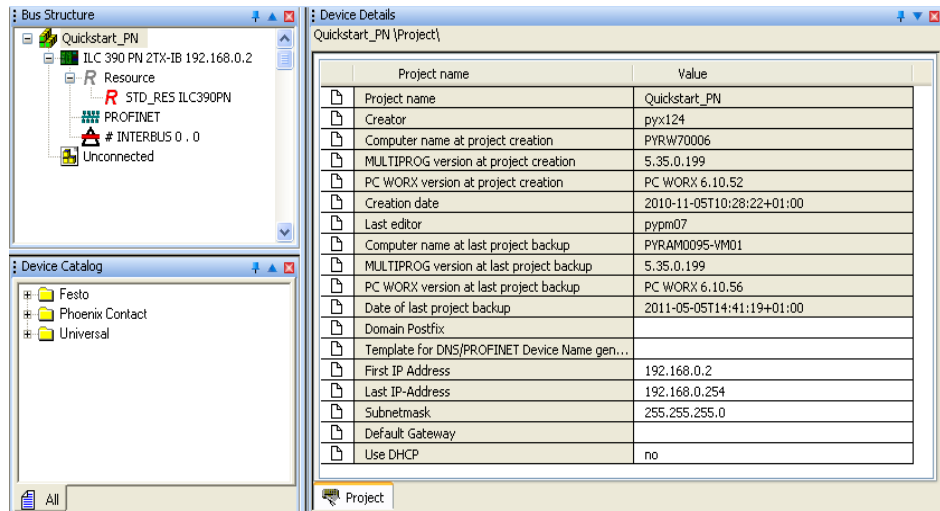 Bus Structure
Quickstart_PN
ILC 390 PN 2TX-IB 192.168.0.2
R Resource
R STD_RES ILC390PN
PROFINET
# INTERBUS 0 . 0
Unconnected
Device Catalog
Festo
Phoenix Contact
Universal
All
Device Details
Quickstart_PN \Project\
Project name Value
Project name Quickstart_PN
Creator pyx124
Computer name at project creation PYRW70006
MULTIPROG version at project creation 5.35.0.199
PC WORX version at project creation PC WORX 6.10.52
Creation date 2010-11-05T10:28:22+01:00
Last editor pypm07
Computer name at last project backup PYRAM0095-VM01
MULTIPROG version at last project backup 5.35.0.199
PC WORX version at last project backup PC WORX 6.10.56
Date of last project backup 2011-05-05T14:41:19+01:00
Domain Postfix
Template for DNS/PROFINET Device Name gen...
First IP Address 192.168.0.2
Last IP-Address 192.168.0.254
Subnetmask 255.255.255.0
Default Gateway
Use DHCP no
Project